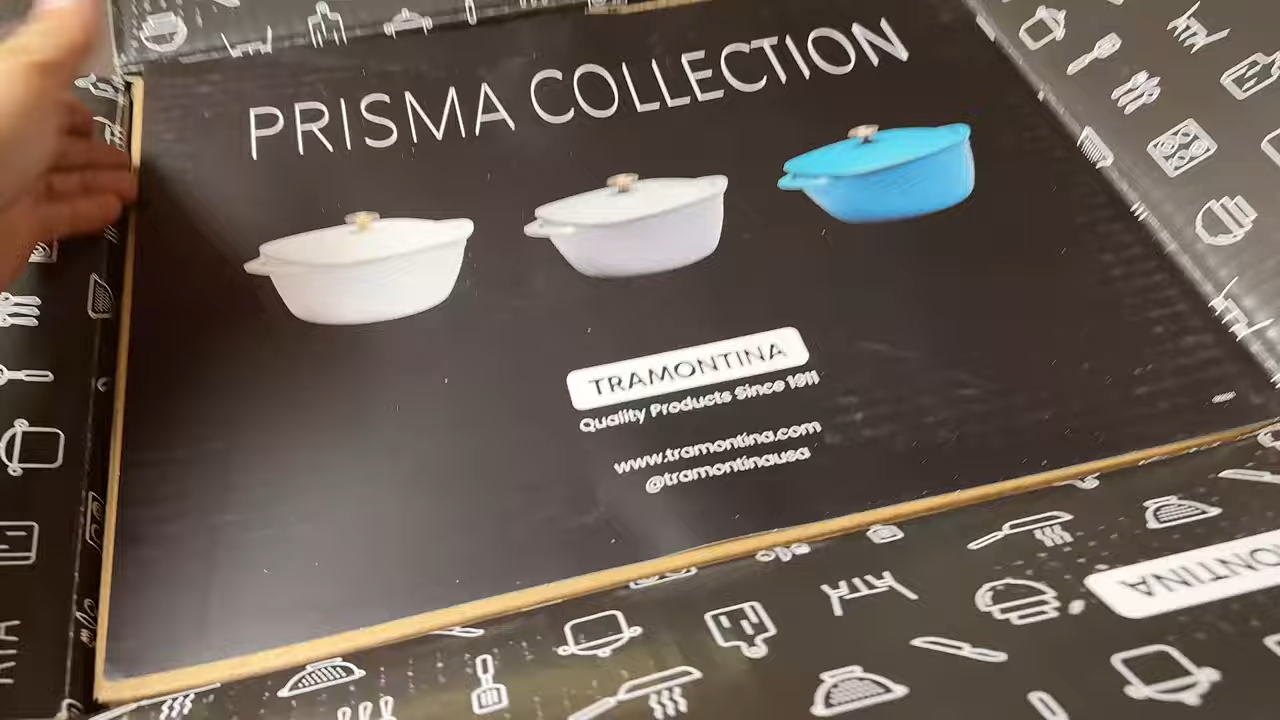 PRISMA COLLECTION
TRAMONTINA
Quality Products Since 1911
www.tramontina.com
@tramontinausa